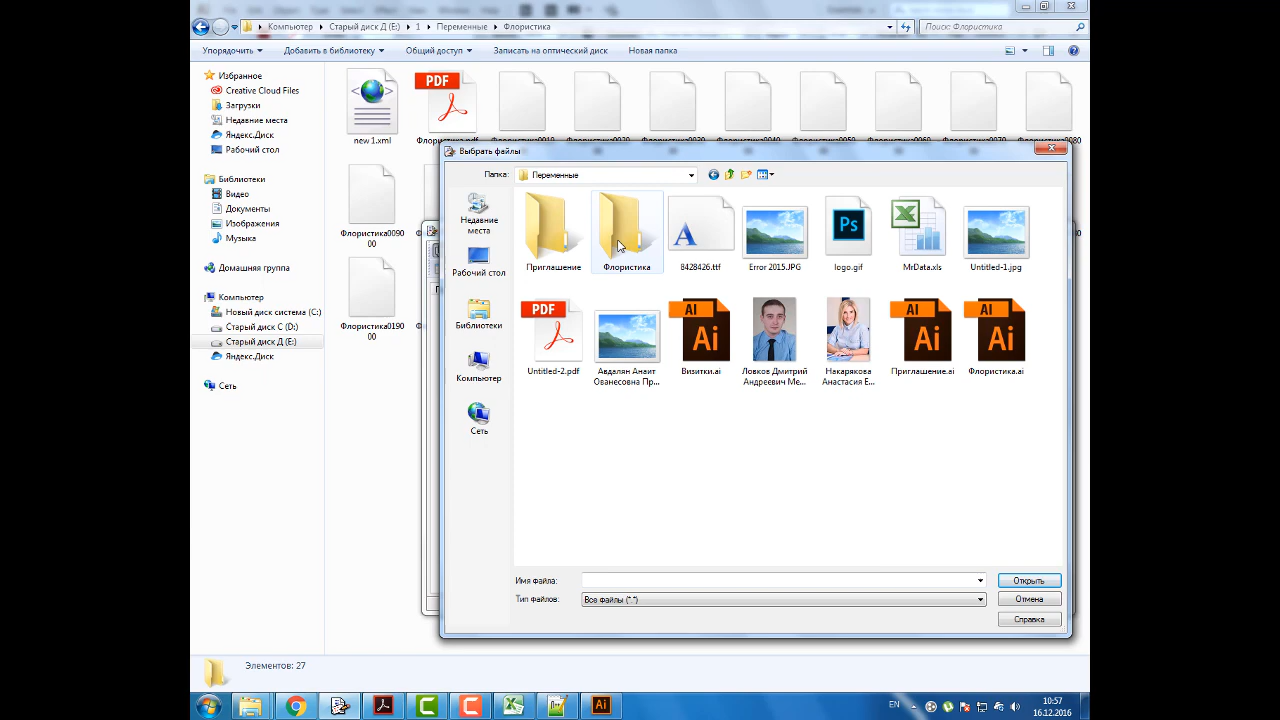 Компьютер
Старый диск Д (E:)
1
Переменные
Флористика
Поиск: Флористика
Упорядочить
Добавить в библиотеку
Общий доступ
Записать на оптический диск
Новая папка
Избранное
Creative Cloud Files
Загрузки
Недавние места
Яндекс.Диск
Рабочий стол
Библиотеки
Видео
Документы
Изображения
Музыка
Домашняя группа
Компьютер
Новый диск система (C:)
Старый диск С (D:)
Старый диск Д (E:)
Яндекс.Диск
Сеть
PDF
new 1.xml
Флористика0090
00
Флористика0190
00
Выбрать файлы
Папка:
Переменные
Недавние
места
Рабочий стол
Библиотеки
Компьютер
Сеть
Приглашение
Флористика
A
8428426.ttf
Error 2015.JPG
Ps
logo.gif
MrData.xls
Untitled-1.jpg
PDF
Untitled-2.pdf
Авдалян Анаит
Ованесовна Пр...
AI
Ai
Визитки.ai
Ловков Дмитрий
Андреевич Ме...
Накарякова
Анастасия Е...
AI
Ai
Приглашение.ai
AI
Ai
Флористика.ai
Имя файла:
Открыть
Тип файлов:
Все файлы (*.*)
Отмена
Справка
Элементов: 27
Ai
EN
10:57
16.12.2016